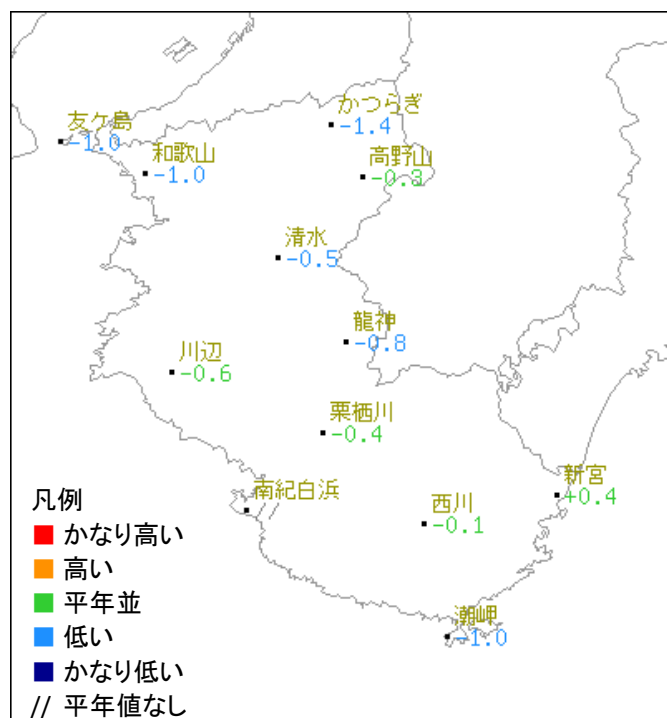 かつらぎ
-1.4
友ケ島
-1.0
和歌山
-1.0
高野山
-0.3
清水
-0.5
龍神
-0.8
川辺
-0.6
栗栖川
-0.4
南紀白浜
//
西川
-0.1
新宮
+0.4
潮岬
-1.0
凡例
かなり高い
高い
平年並
低い
かなり低い
// 平年値なし